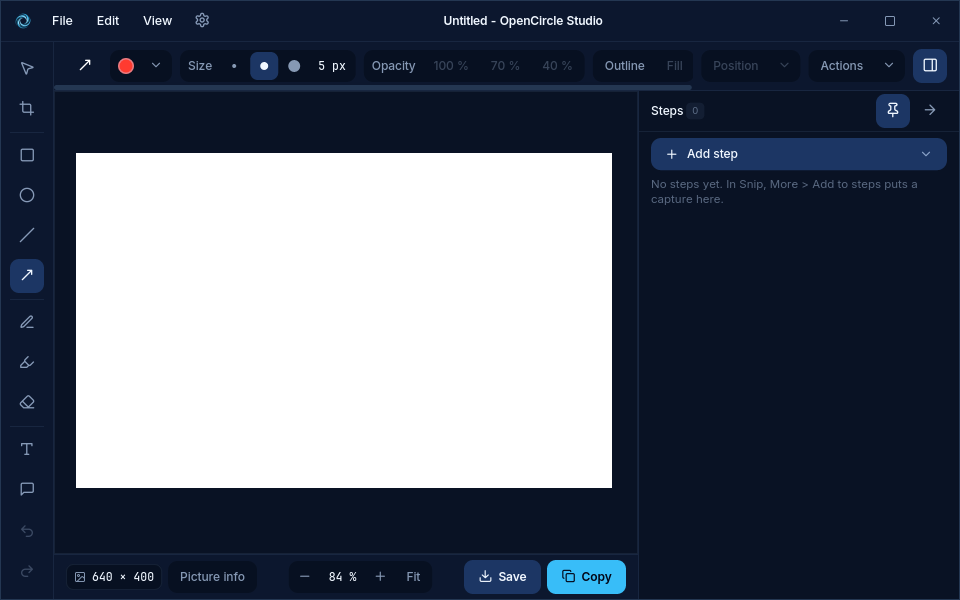 File Edit View
Untitled - OpenCircle Studio
Size 5 px Opacity 100 % 70 % 40 % Outline Fill Position Actions
Steps 0
Add step
No steps yet. In Snip, More > Add to steps puts a
capture here.
640 × 400 Picture info 84 % Fit Save Copy